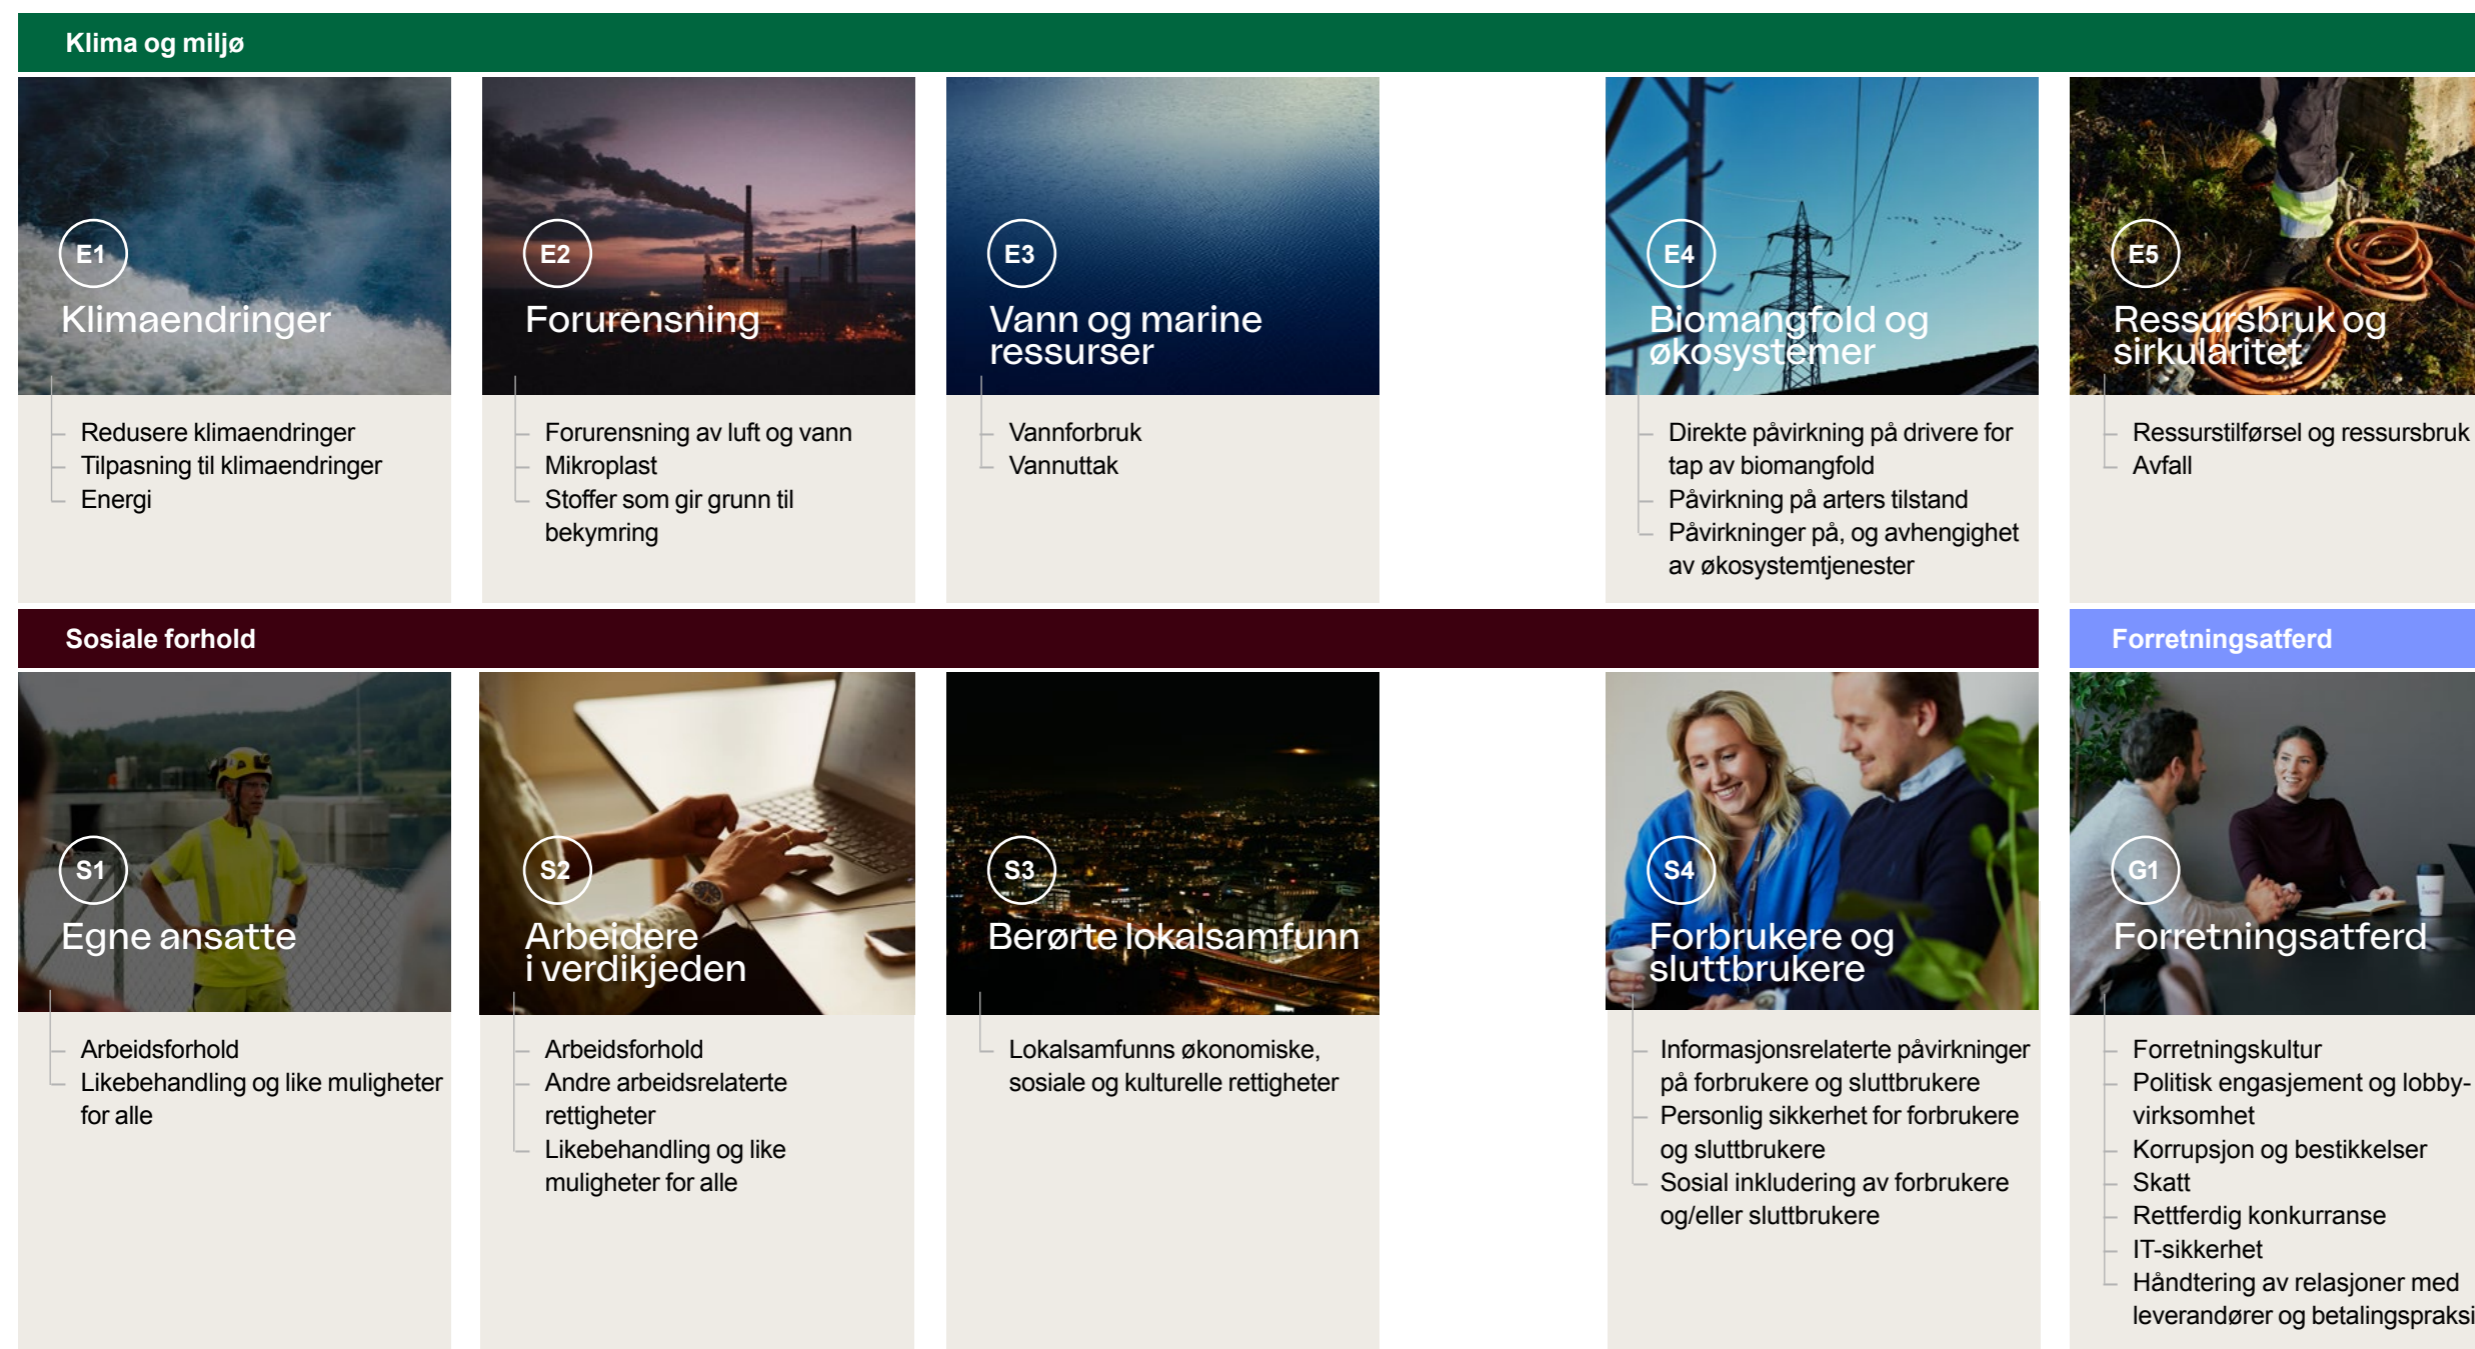 Klima og miljø
E1
Klimaendringer
Redusere klimaendringer
Tilpasning til klimaendringer
Energi
E2
Forurensning
Forurensning av luft og vann
Mikroplast
Stoffer som gir grunn til
bekymring
E3
Vann og marine
ressurser
Vannforbruk
Vannuttak
E4
Biomangfold og
økosystemer
Direkte påvirkning på drivere for
tap av biomangfold
Påvirkning på arters tilstand
Påvirkninger på, og avhengighet
av økosystemtjenester
E5
Ressursbruk og
sirkularitet
Ressurstilførsel og ressursbruk
Avfall
Sosiale forhold
S1
Egne ansatte
Arbeidsforhold
Likebehandling og like muligheter
for alle
S2
Arbeidere
i verdikjeden
Arbeidsforhold
Andre arbeidsrelaterte
rettigheter
Likebehandling og like
muligheter for alle
S3
Berørte lokalsamfunn
Lokalsamfunns økonomiske,
sosiale og kulturelle rettigheter
S4
Forbrukere og
sluttbrukere
Informasjonsrelaterte påvirkninger
på forbrukere og sluttbrukere
Personlig sikkerhet for forbrukere
og sluttbrukere
Sosial inkludering av forbrukere
og/eller sluttbrukere
Forretningsatferd
G1
Forretningsatferd
Forretningskultur
Politisk engasjement og lobby-
virksomhet
Korrupsjon og bestikkelser
Skatt
Rettferdig konkurranse
IT-sikkerhet
Håndtering av relasjoner med
leverandører og betalingspraksi